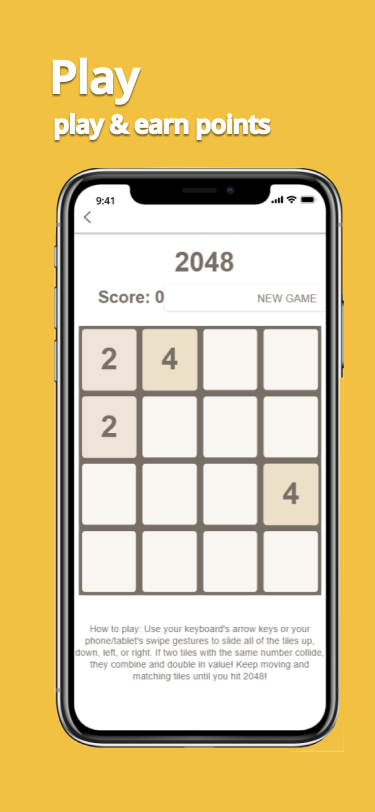 Play
play & earn points
9:41
2048
Score: 0
NEW GAME
2 4
2
4
How to play: Use your keyboard's arrow keys or your
phone/tablet's swipe gestures to slide all of the tiles up,
down, left, or right. If two tiles with the same number collide,
they combine and double in value! Keep moving and
matching tiles until you hit 2048!